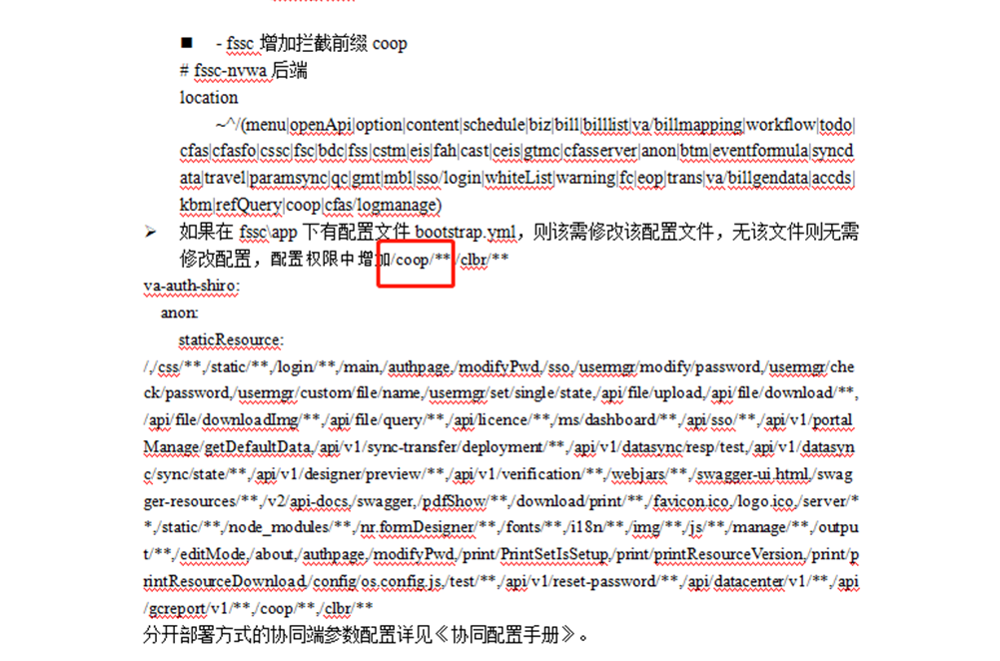 ■ - fssc 增加拦截前缀 coop
# fssc-nvwa 后端
location
~^/(menu|openApi|option|content|schedule|biz|bill|billlist|va/billmapping|workflow|todo|
cfas|cfasfo|cssc|fsc|bdc|fss|cstm|eis|fah|cast|ceis|gtmc|cfasserver|anon|btm|eventformula|syncd
ata|travel|paramsync|qc|gmt|mbl|sso/login|whiteList|warning|fc|eop|trans|va/billgendata|accds|
kbm|refQuery|coop|cfas/logmanage)
➢ 如果在 fssc\app 下有配置文件 bootstrap.yml，则该需修改该配置文件，无该文件则无需
修改配置，配置权限中增加/coop/**,/clbr/**
va-auth-shiro:
anon:
staticResource:
/,/css/**,/static/**,/login/**,/main,/authpage,/modifyPwd,/sso,/usermgr/modify/password,/usermgr/che
ck/password,/usermgr/custom/file/name,/usermgr/set/single/state,/api/file/upload,/api/file/download/**,
/api/file/downloadImg/**,/api/file/query/**,/api/licence/**,/ms/dashboard/**,/api/sso/**,/api/v1/portal
Manage/getDefaultData,/api/v1/sync-transfer/deployment/**,/api/v1/datasync/resp/test,/api/v1/datasyn
c/sync/state/**,/api/v1/designer/preview/**,/api/v1/verification/**,/webjars/**,/swagger-ui.html,/swag
ger-resources/**,/v2/api-docs,/swagger,/pdfShow/**,/download/print/**,/favicon.ico,/logo.ico,/server/*
*,/static/**,/node_modules/**,/nr.formDesigner/**,/fonts/**,/i18n/**,/img/**,/js/**,/manage/**,/outpu
t/**,/editMode,/about,/authpage,/modifyPwd,/print/PrintSetIsSetup,/print/printResourceVersion,/print/p
rintResourceDownload,/config/os.config.js,/test/**,/api/v1/reset-password/**,/api/datacenter/v1/**,/api
/gcreport/v1/**,/coop/**,/clbr/**
分开部署方式的协同端参数配置详见《协同配置手册》。